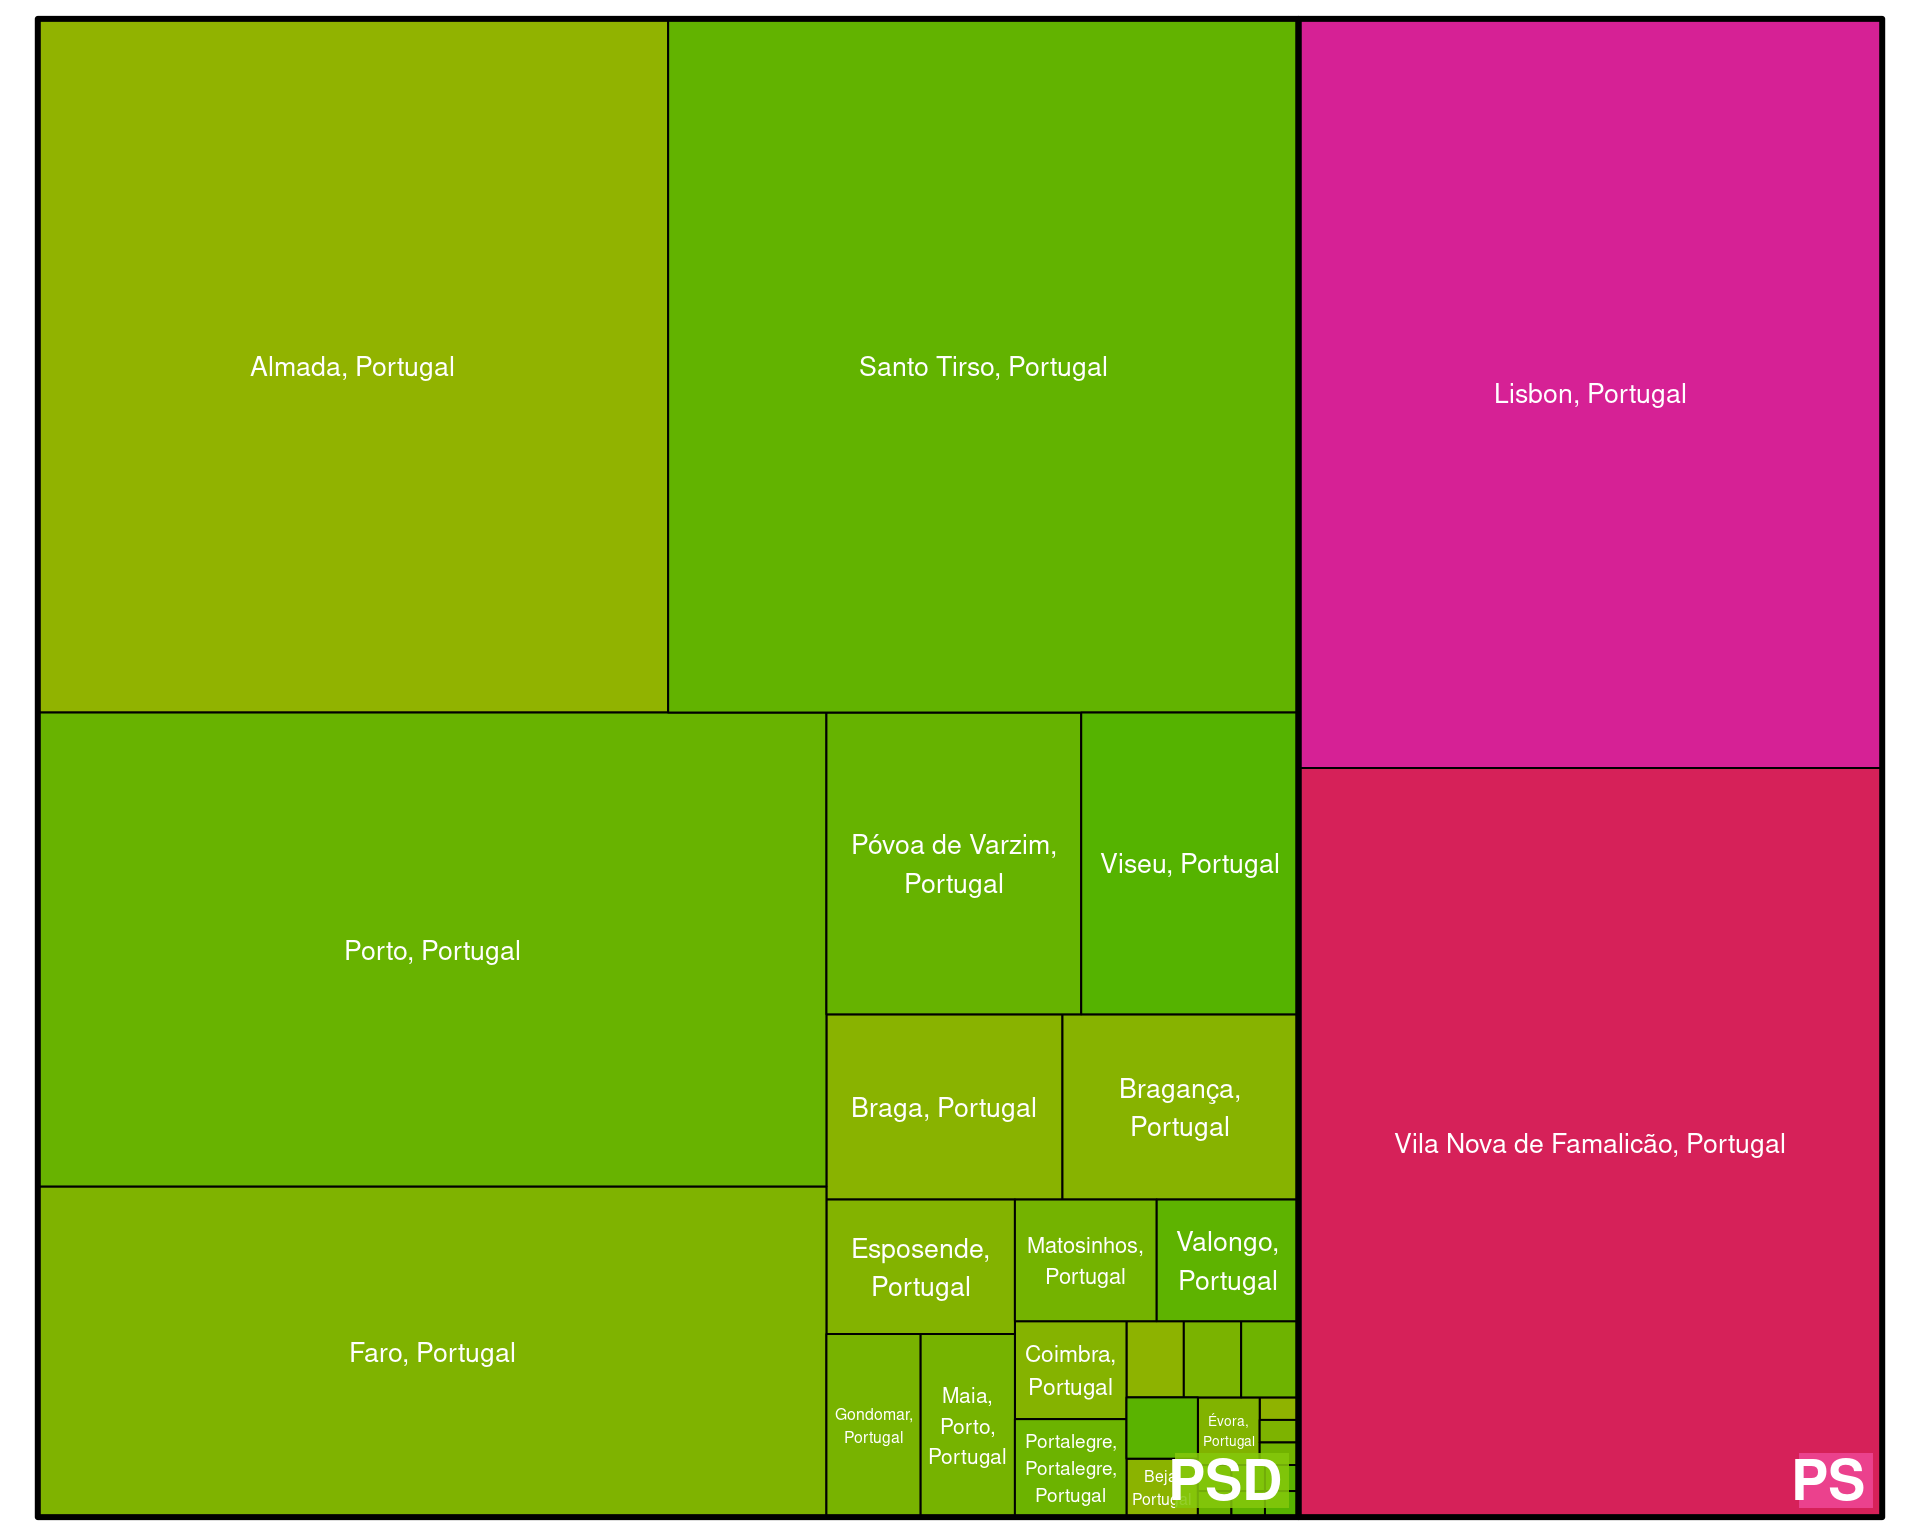 Almada, Portugal
Santo Tirso, Portugal
Lisbon, Portugal
Porto, Portugal
Póvoa de Varzim,
Portugal
Viseu, Portugal
Braga, Portugal
Bragança,
Portugal
Vila Nova de Famalicão, Portugal
Faro, Portugal
Esposende,
Portugal
Matosinhos,
Portugal
Valongo,
Portugal
Gondomar,
Portugal
Maia,
Porto,
Portugal
Coimbra,
Portugal
Portalegre,
Portalegre,
Portugal
Évora,
Portugal
Beja
Portugal
PSD
PS